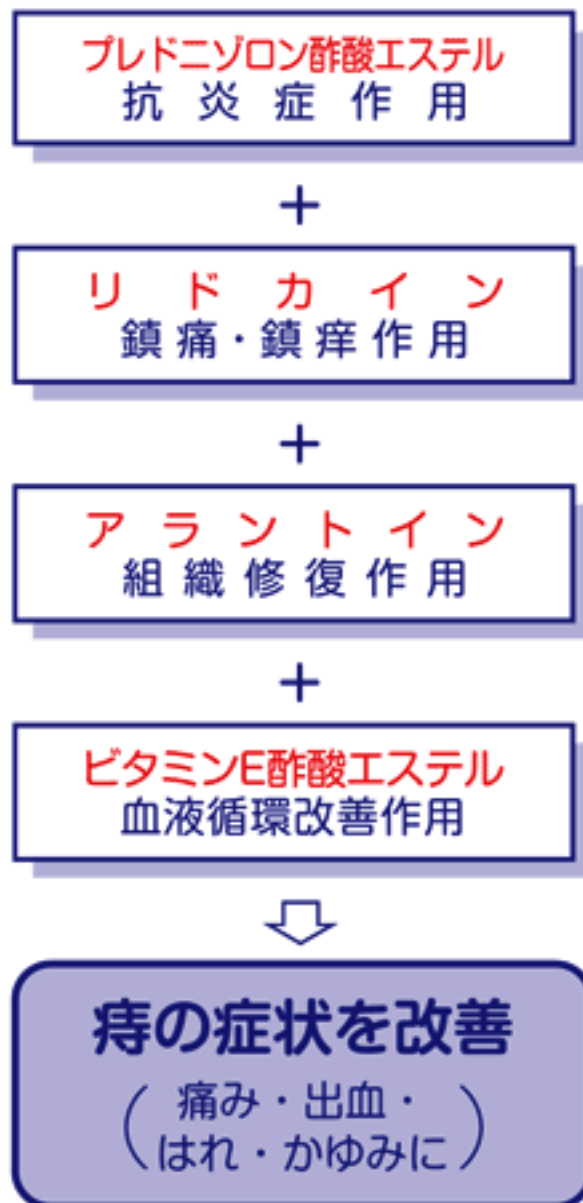 プレドニゾロン酢酸エステル
抗炎症作用
+
リドカイン
鎮痛・鎮痒作用
+
アラントイン
組織修復作用
+
ビタミンE酢酸エステル
血液循環改善作用
痔の症状を改善
(痛み・出血・
はれ・かゆみに)